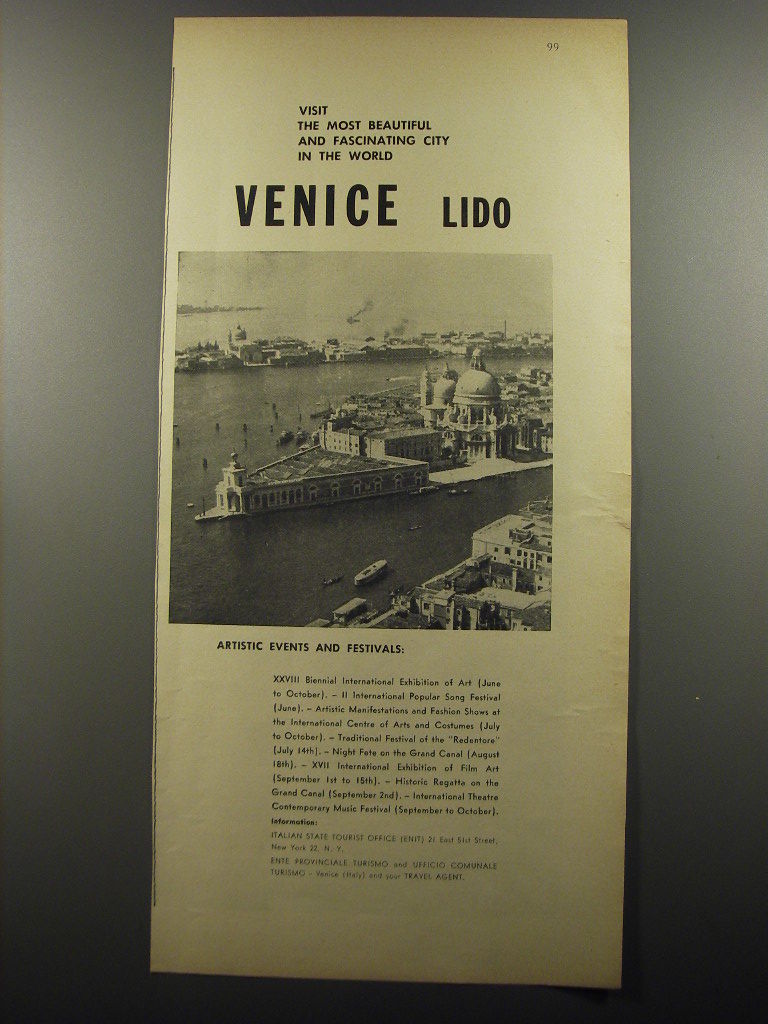 99
VISIT
THE MOST BEAUTIFUL
AND FASCINATING CITY
IN THE WORLD
VENICE LIDO
ARTISTIC EVENTS AND FESTIVALS:
XXVIII Biennial International Exhibition of Art (June
to October). – II International Popular Song Festival
(June). – Artistic Manifestations and Fashion Shows at
the International Centre of Arts and Costumes (July
to October). – Traditional Festival of the "Redentore"
(July 14th). – Night Fete on the Grand Canal (August
18th). – XVII International Exhibition of Film Art
(September 1st to 15th). – Historic Regatta on the
Grand Canal (September 2nd). – International Theatre
Contemporary Music Festival (September to October).
Information:
ITALIAN STATE TOURIST OFFICE (ENIT) 21 East 51st Street,
New York 22, N. Y.
ENTE PROVINCIALE TURISMO and UFFICIO COMUNALE
TURISMO - Venice (Italy) and your TRAVEL AGENT.